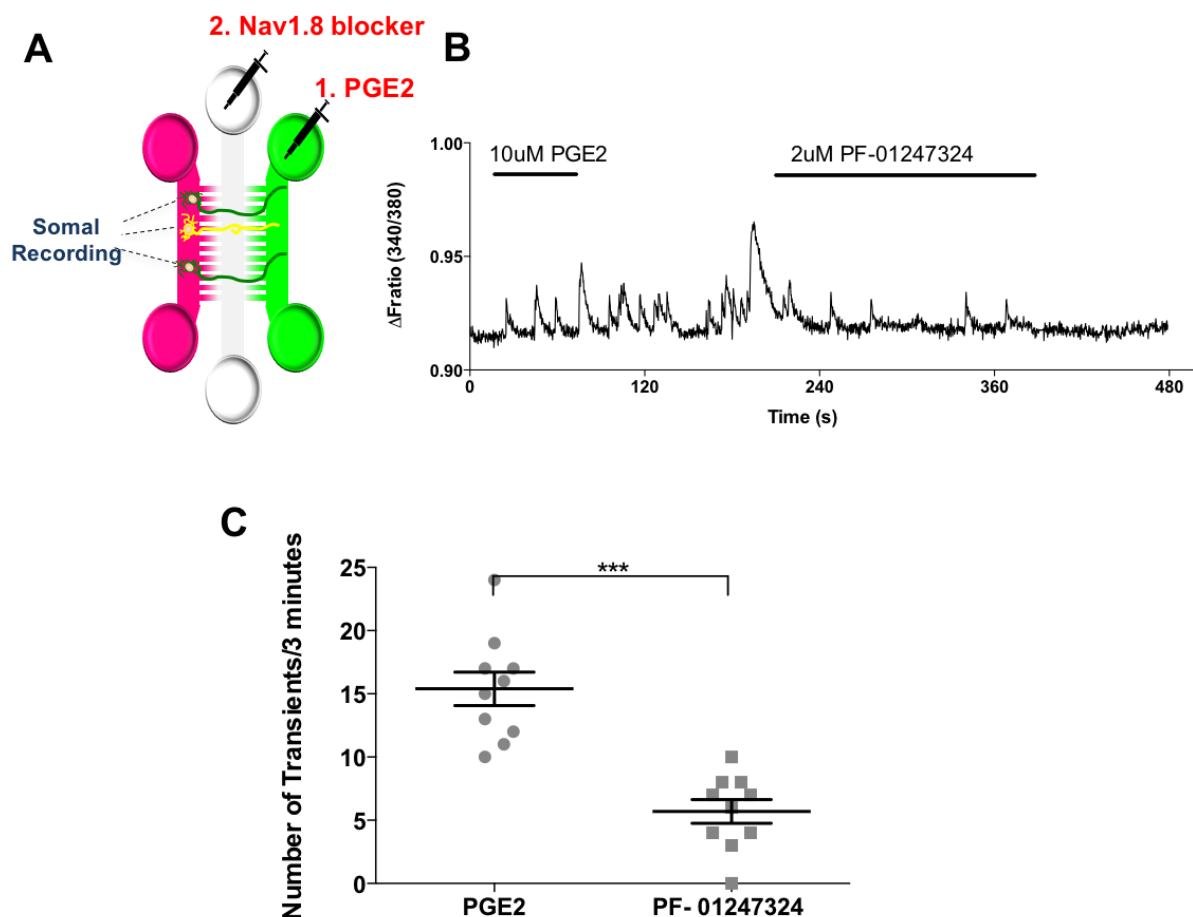 A
2. Nav1.8 blocker
1. PGE2
Somal
Recording
B
10uM PGE2
2uM PF-01247324
ΔFratio (340/380)
1.00
0.95
0.90
0
120
240
360
480
Time (s)
C
Number of Transients/3 minutes
25
20
15
10
5
0
***
PGE2
PF- 01247324